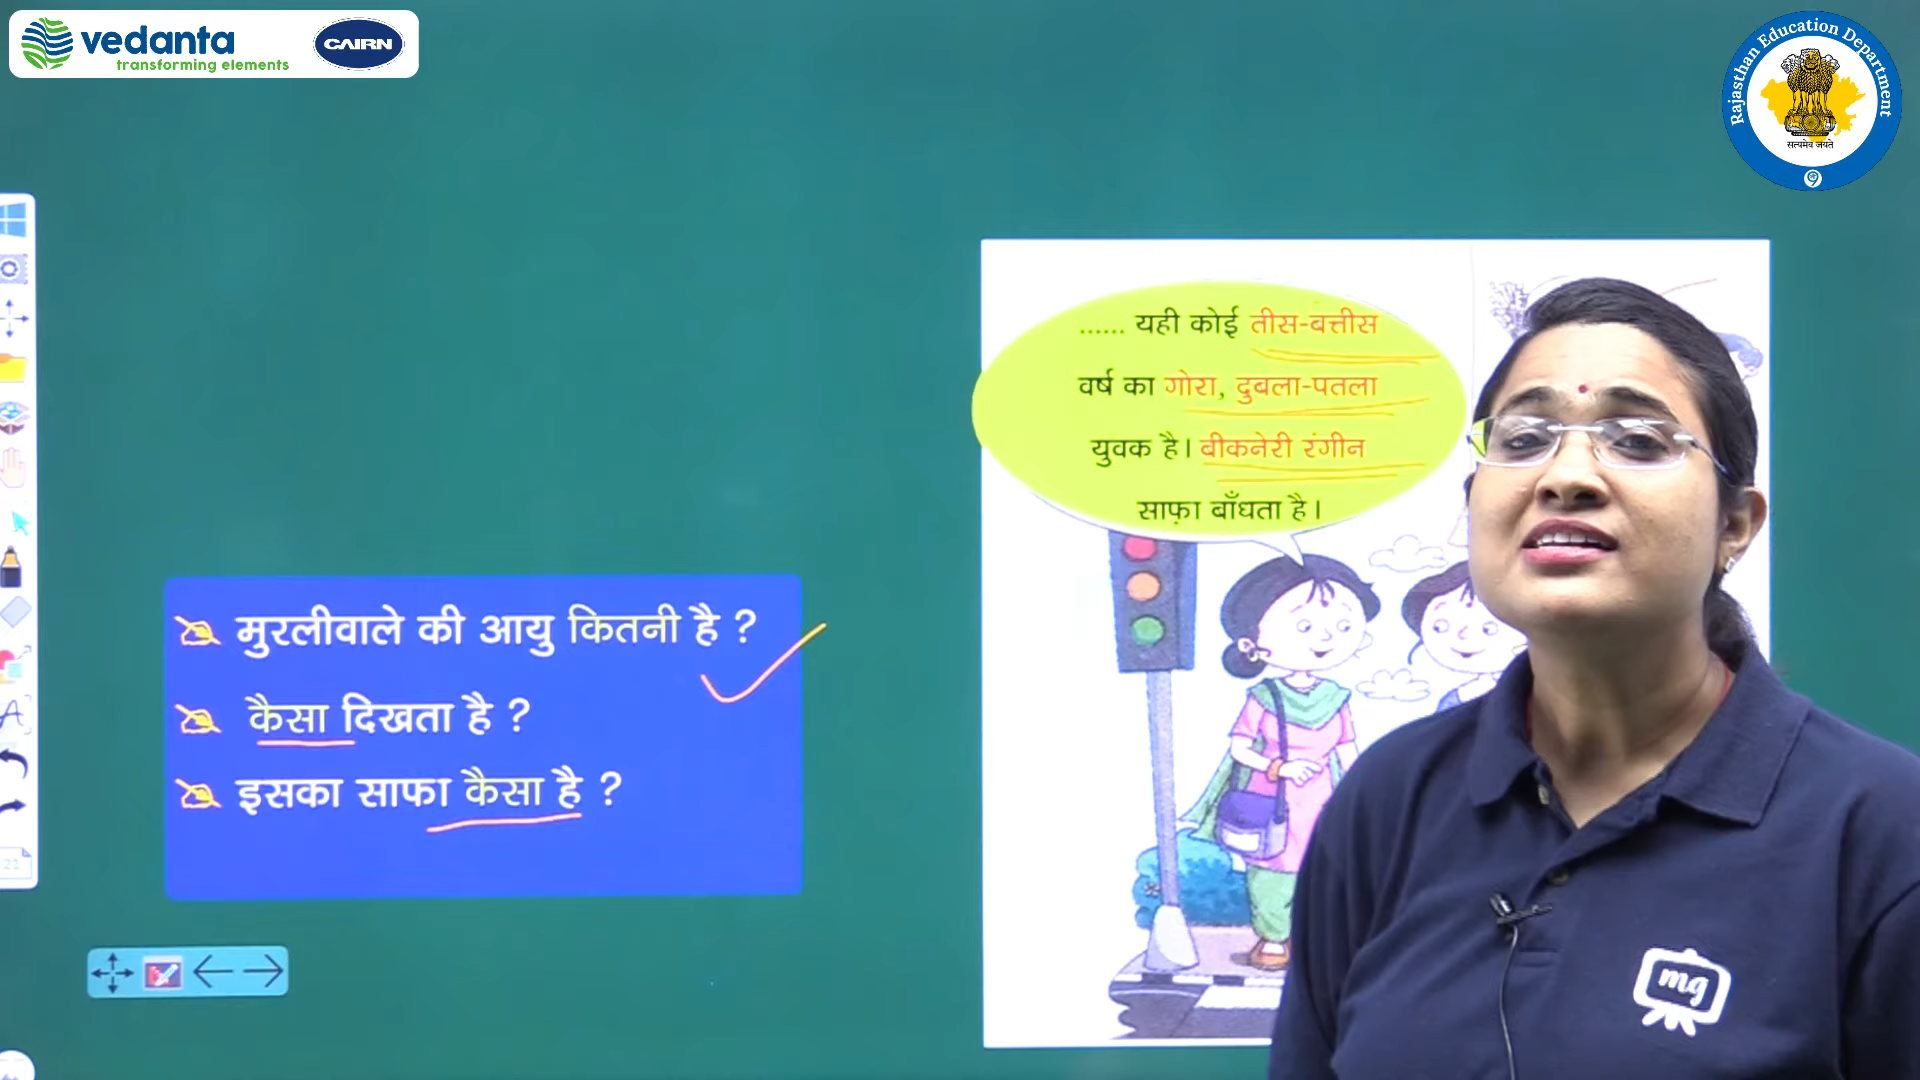 vedanta
transforming elements
CAIRN
Rajasthan Education Department
सत्यमेव जयते
...... यही कोई तीस-बत्तीस
वर्ष का गोरा, दुबला-पतला
युवक है। बीकनेरी रंगीन
साफ़ा बाँधता है।
मुरलीवाले की आयु कितनी है ?
कैसा दिखता है ?
इसका साफा कैसा है ?
21
mg